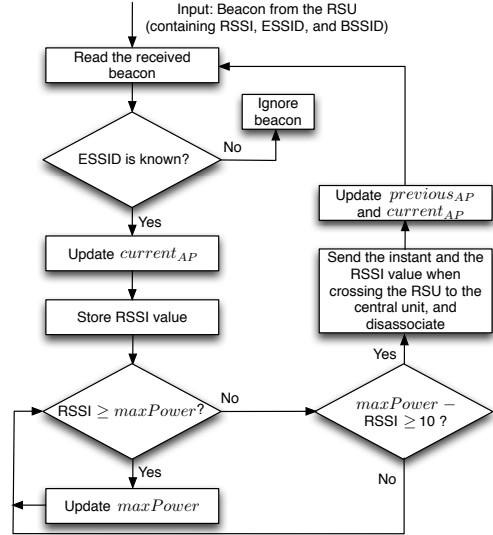 Input: Beacon from the RSU
(containing RSSI, ESSID, and BSSID)
Read the received
beacon
Ignore
beacon
No
ESSID is known?
Yes
Update previous_AP
and current_AP
Update current_AP
Send the instant and the
RSSI value when
crossing the RSU to the
central unit, and
disassociate
Store RSSI value
Yes
RSSI ≥ maxPower?
No
maxPower −
RSSI ≥ 10 ?
Yes
No
Update maxPower